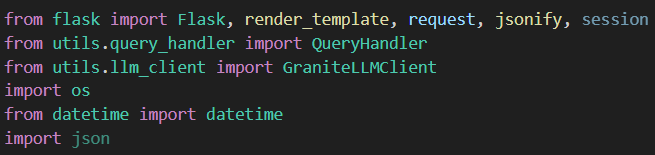 from flask import Flask, render_template, request, jsonify, session
from utils.query_handler import QueryHandler
from utils.llm_client import GraniteLLMClient
import os
from datetime import datetime
import json